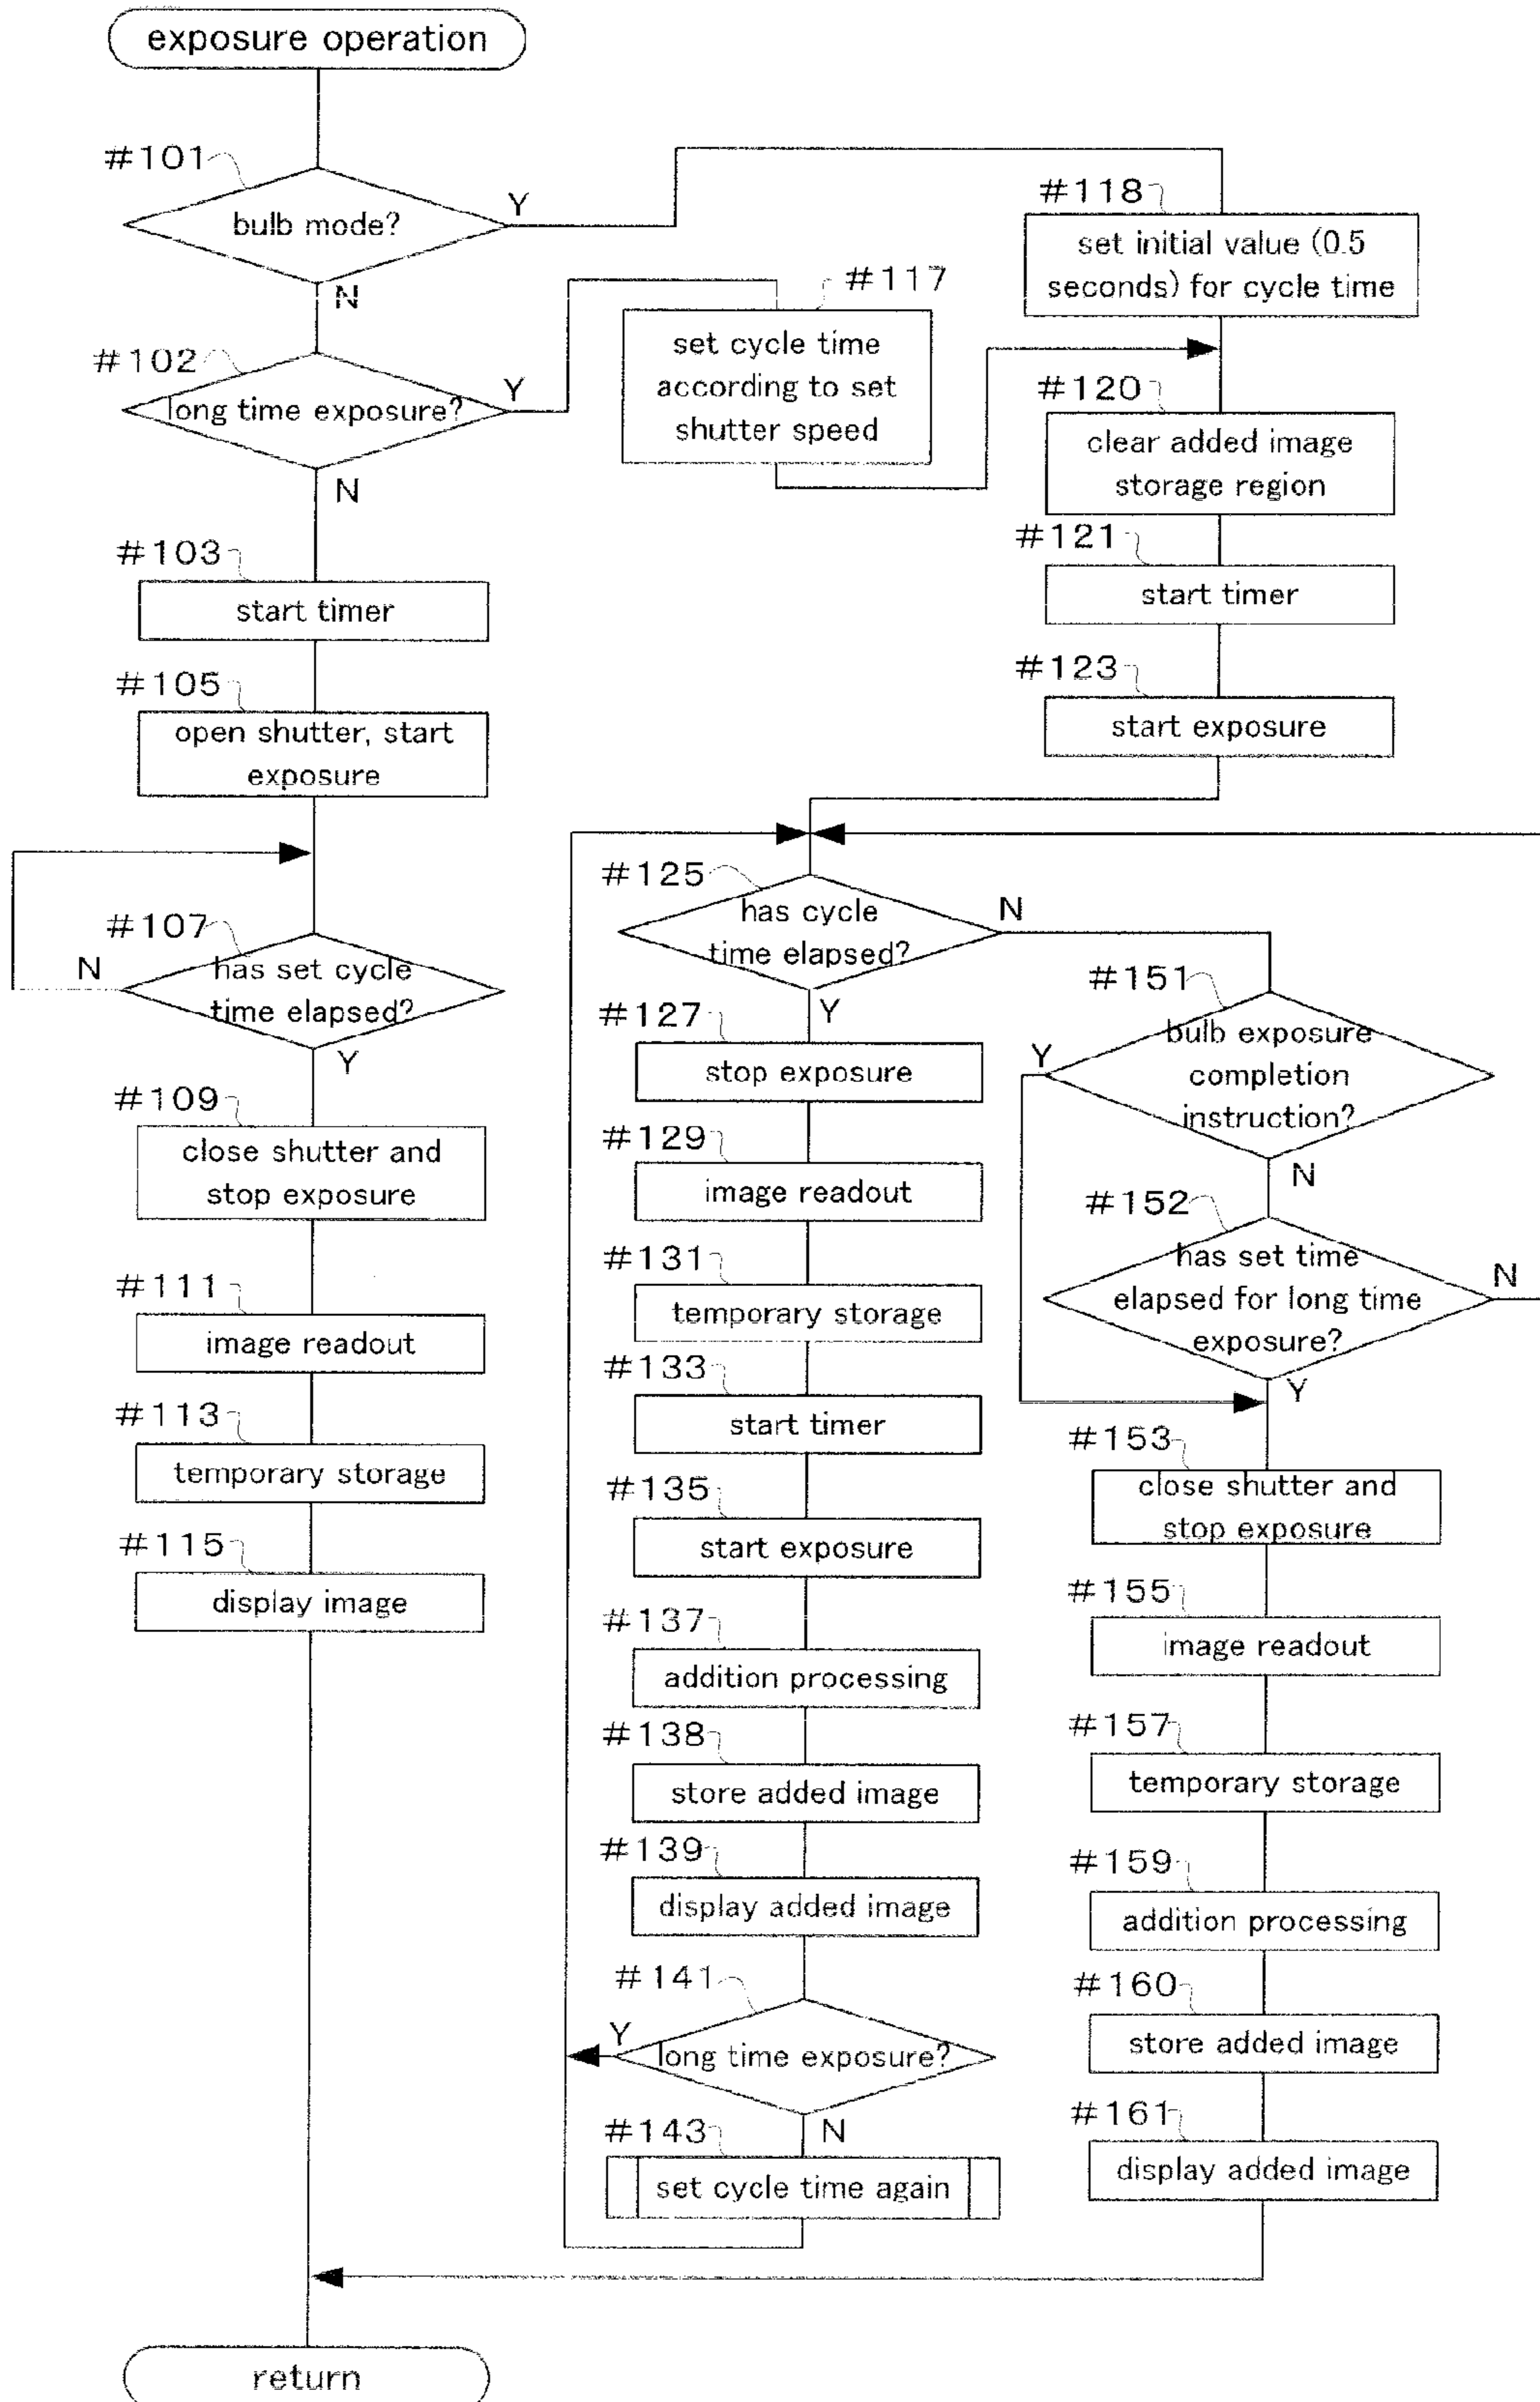 exposure operation
#101
bulb mode?
Y
N
#102
long time exposure?
Y
N
#103
start timer
#105
open shutter, start
exposure
#107
has set cycle
time elapsed?
N
Y
#109
close shutter and
stop exposure
#111
image readout
#113
temporary storage
#115
display image
#117
set cycle time
according to set
shutter speed
#118
set initial value (0.5
seconds) for cycle time
#120
clear added image
storage region
#121
start timer
#123
start exposure
#125
has cycle
time elapsed?
N
Y
#127
stop exposure
#129
image readout
#131
temporary storage
#133
start timer
#135
start exposure
#137
addition processing
#138
store added image
#139
display added image
#141
Y
long time exposure?
N
#143
set cycle time again
#151
bulb exposure
completion
instruction?
Y
N
#152
has set time
elapsed for long time
exposure?
N
Y
#153
close shutter and
stop exposure
#155
image readout
#157
temporary storage
#159
addition processing
#160
store added image
#161
display added image
return